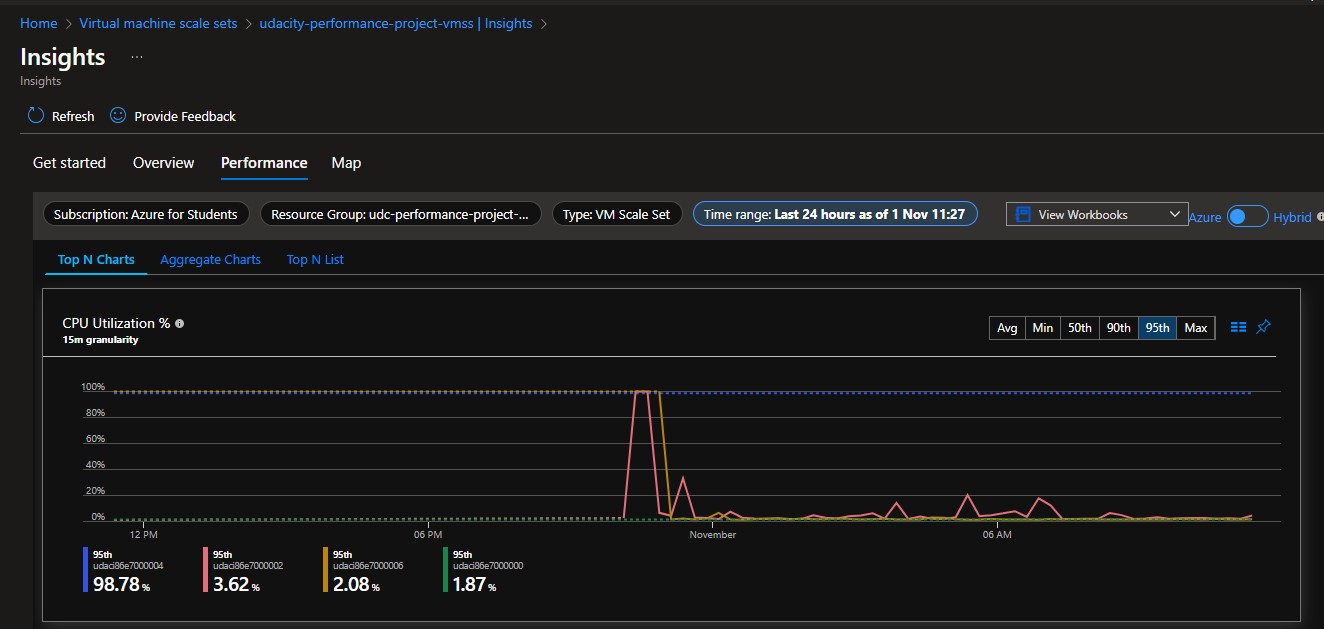 Home > Virtual machine scale sets > udacity-performance-project-vmss | Insights >
Insights ...
Insights
Refresh Provide Feedback
Get started Overview Performance Map
Subscription: Azure for Students Resource Group: udc-performance-project-... Type: VM Scale Set Time range: Last 24 hours as of 1 Nov 11:27 View Workbooks Azure Hybrid
Top N Charts Aggregate Charts Top N List
CPU Utilization %
15m granularity
Avg Min 50th 90th 95th Max
100%
80%
60%
40%
20%
0%
12 PM 06 PM November 06 AM
95th 95th 95th 95th
udaci86e7000004 udaci86e7000002 udaci86e7000006 udaci86e7000000
98.78 % 3.62 % 2.08 % 1.87 %